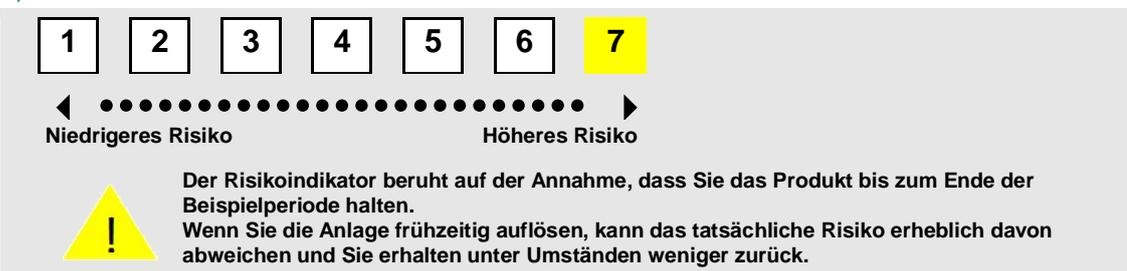 1 2 3 4 5 6 7
Niedrigeres Risiko Höheres Risiko
Der Risikoindikator beruht auf der Annahme, dass Sie das Produkt bis zum Ende der
Beispielperiode halten.
Wenn Sie die Anlage frühzeitig auflösen, kann das tatsächliche Risiko erheblich davon
abweichen und Sie erhalten unter Umständen weniger zurück.
!